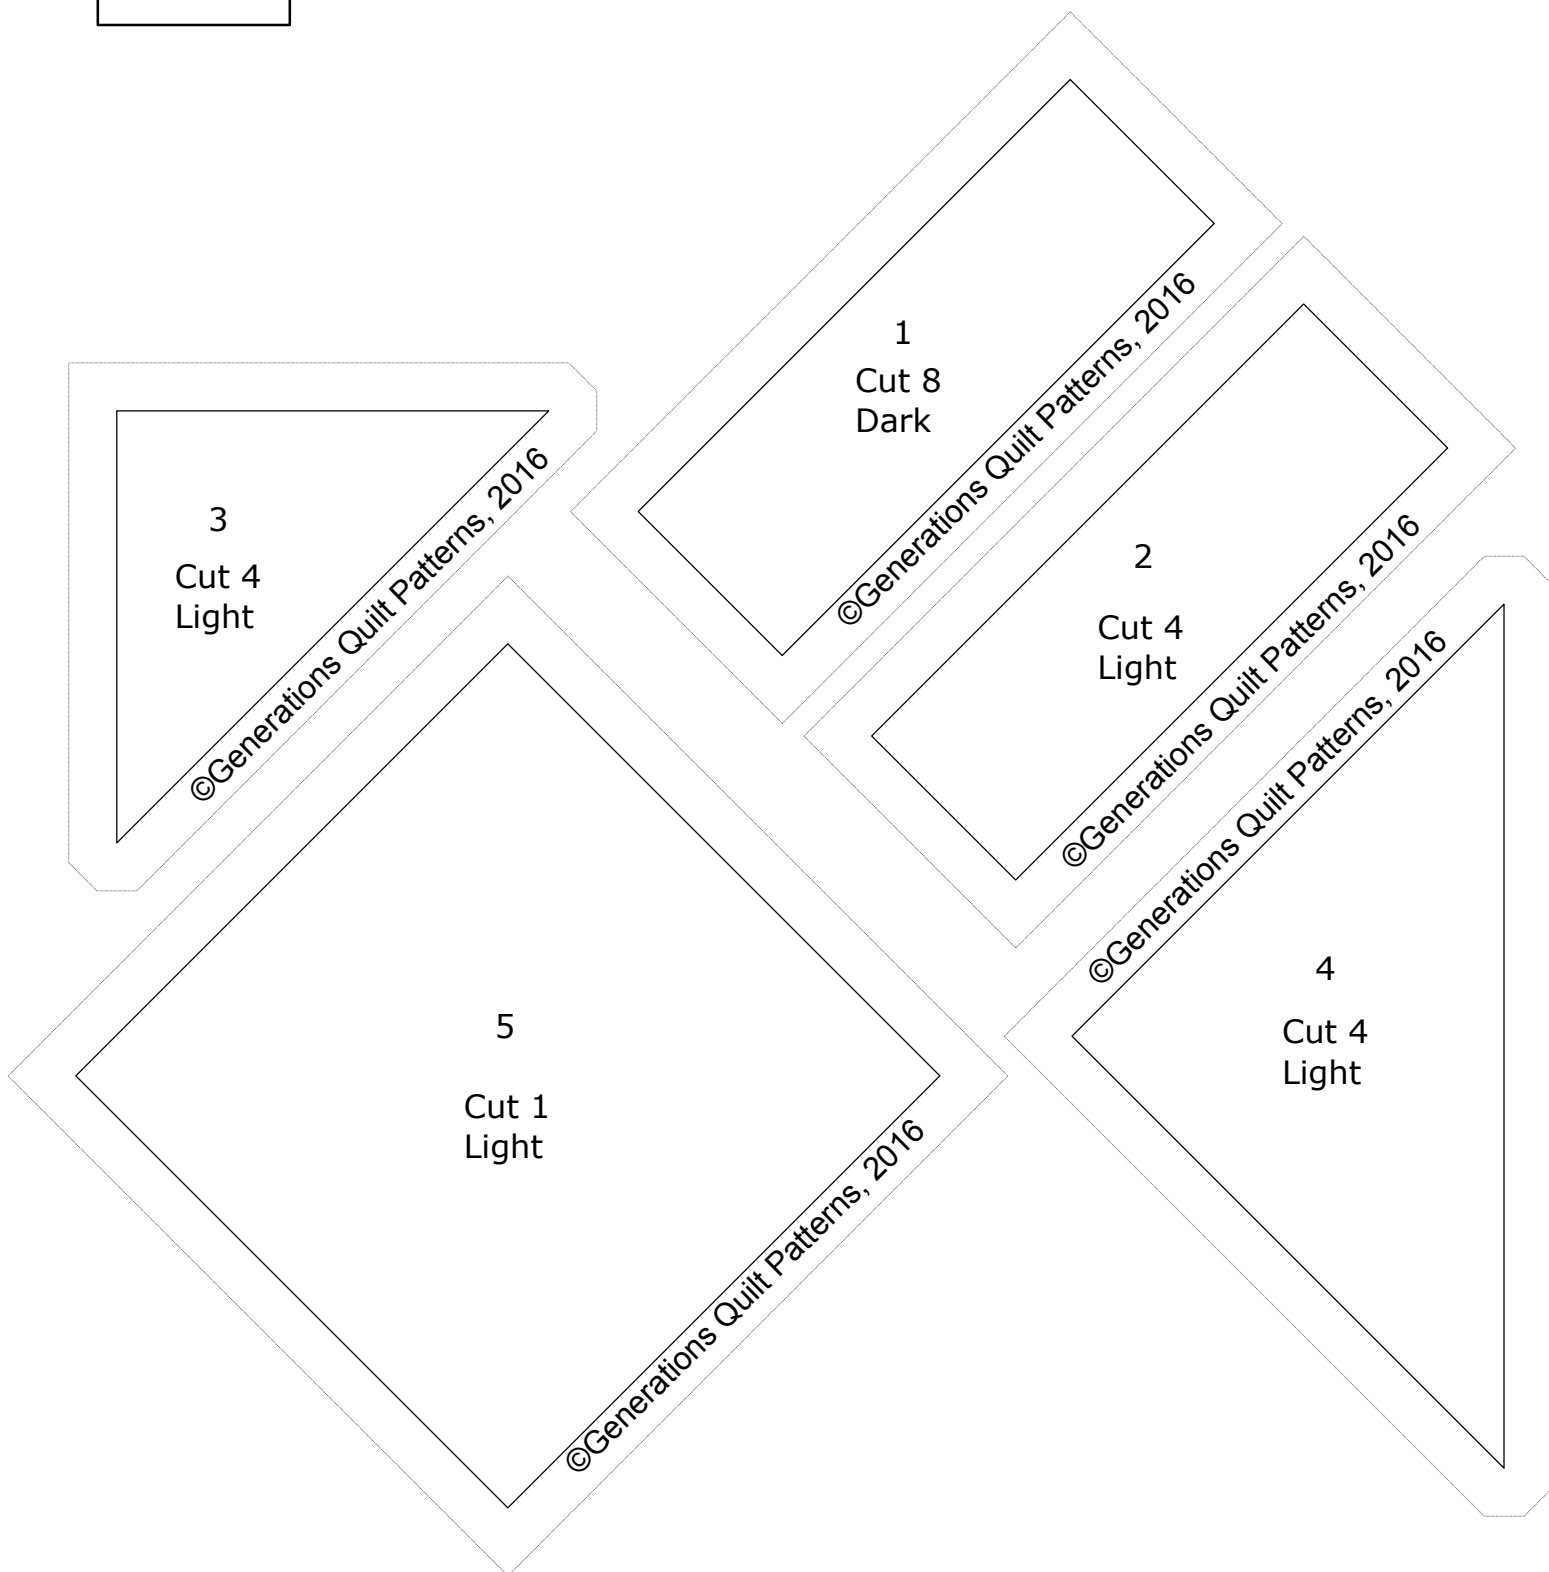 1
Cut 8
Dark
©Generations Quilt Patterns, 2016
2
Cut 4
Light
©Generations Quilt Patterns, 2016
3
Cut 4
Light
©Generations Quilt Patterns, 2016
4
Cut 4
Light
©Generations Quilt Patterns, 2016
5
Cut 1
Light
©Generations Quilt Patterns, 2016